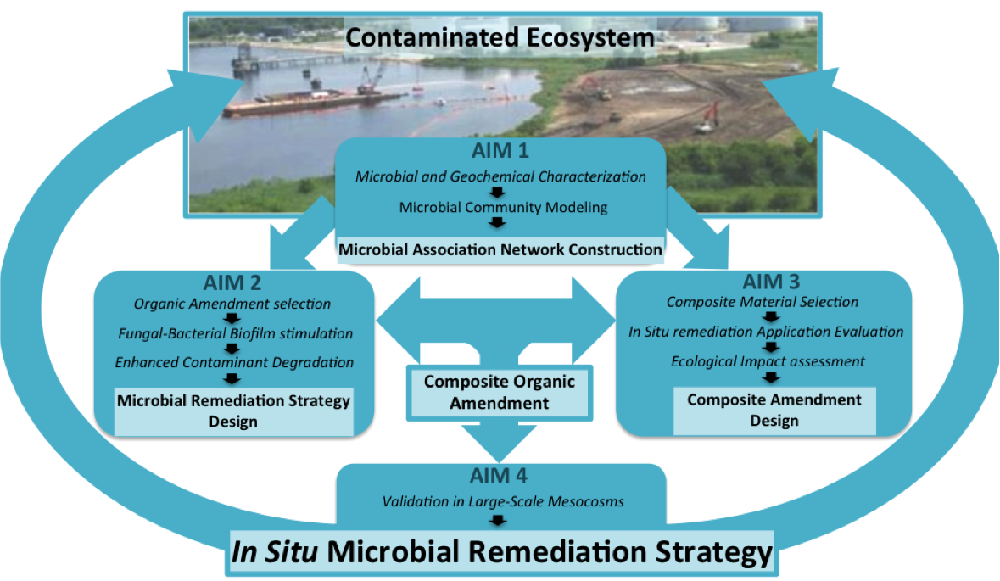 Contaminated Ecosystem
AIM 1
Microbial and Geochemical Characterization
Microbial Community Modeling
Microbial Association Network Construction
AIM 2
Organic Amendment selection
Fungal-Bacterial Biofilm stimulation
Enhanced Contaminant Degradation
Microbial Remediation Strategy
Design
AIM 3
Composite Material Selection
In Situ remediation Application Evaluation
Ecological Impact assessment
Composite Amendment
Design
Composite Organic
Amendment
AIM 4
Validation in Large-Scale Mesocosms
In Situ Microbial Remediation Strategy